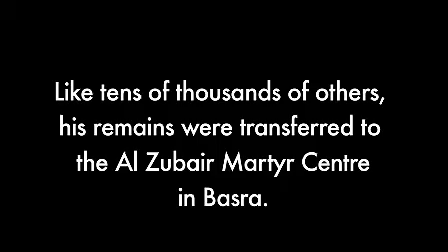 Like tens of thousands of others,
his remains were transferred to
the Al Zubair Martyr Centre
in Basra.